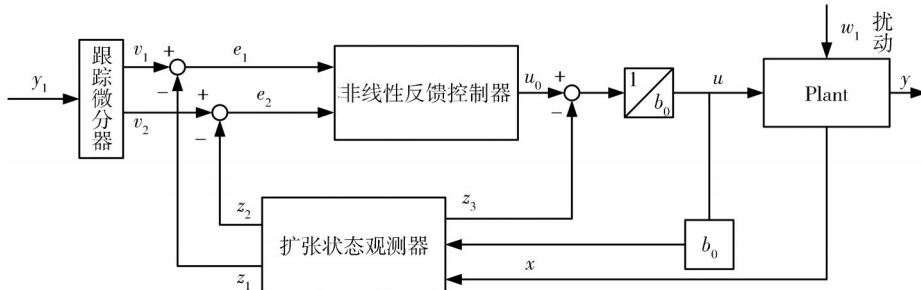 y₁
跟踪微分器
v₁
+
−
e₁
v₂
+
−
e₂
非线性反馈控制器
u₀
+
−
1
b₀
u
w₁ 扰动
Plant
y
z₂
z₁
扩张状态观测器
z₃
b₀
x